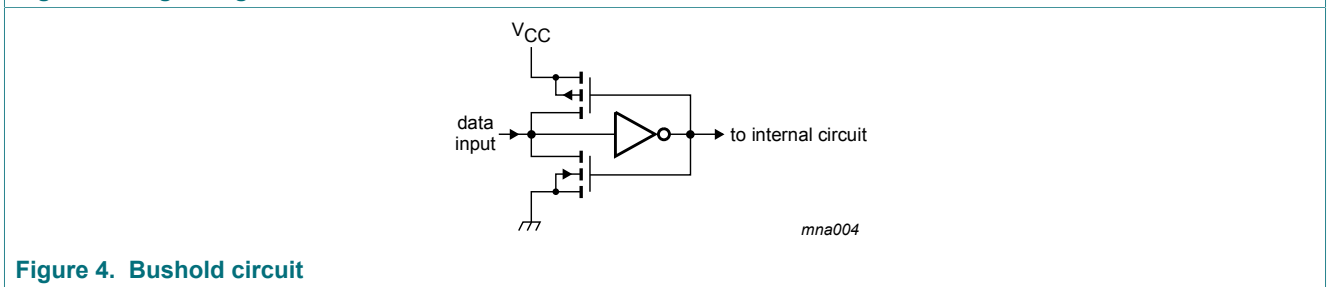 VCC
data
input
to internal circuit
mna004
Figure 4. Bushold circuit